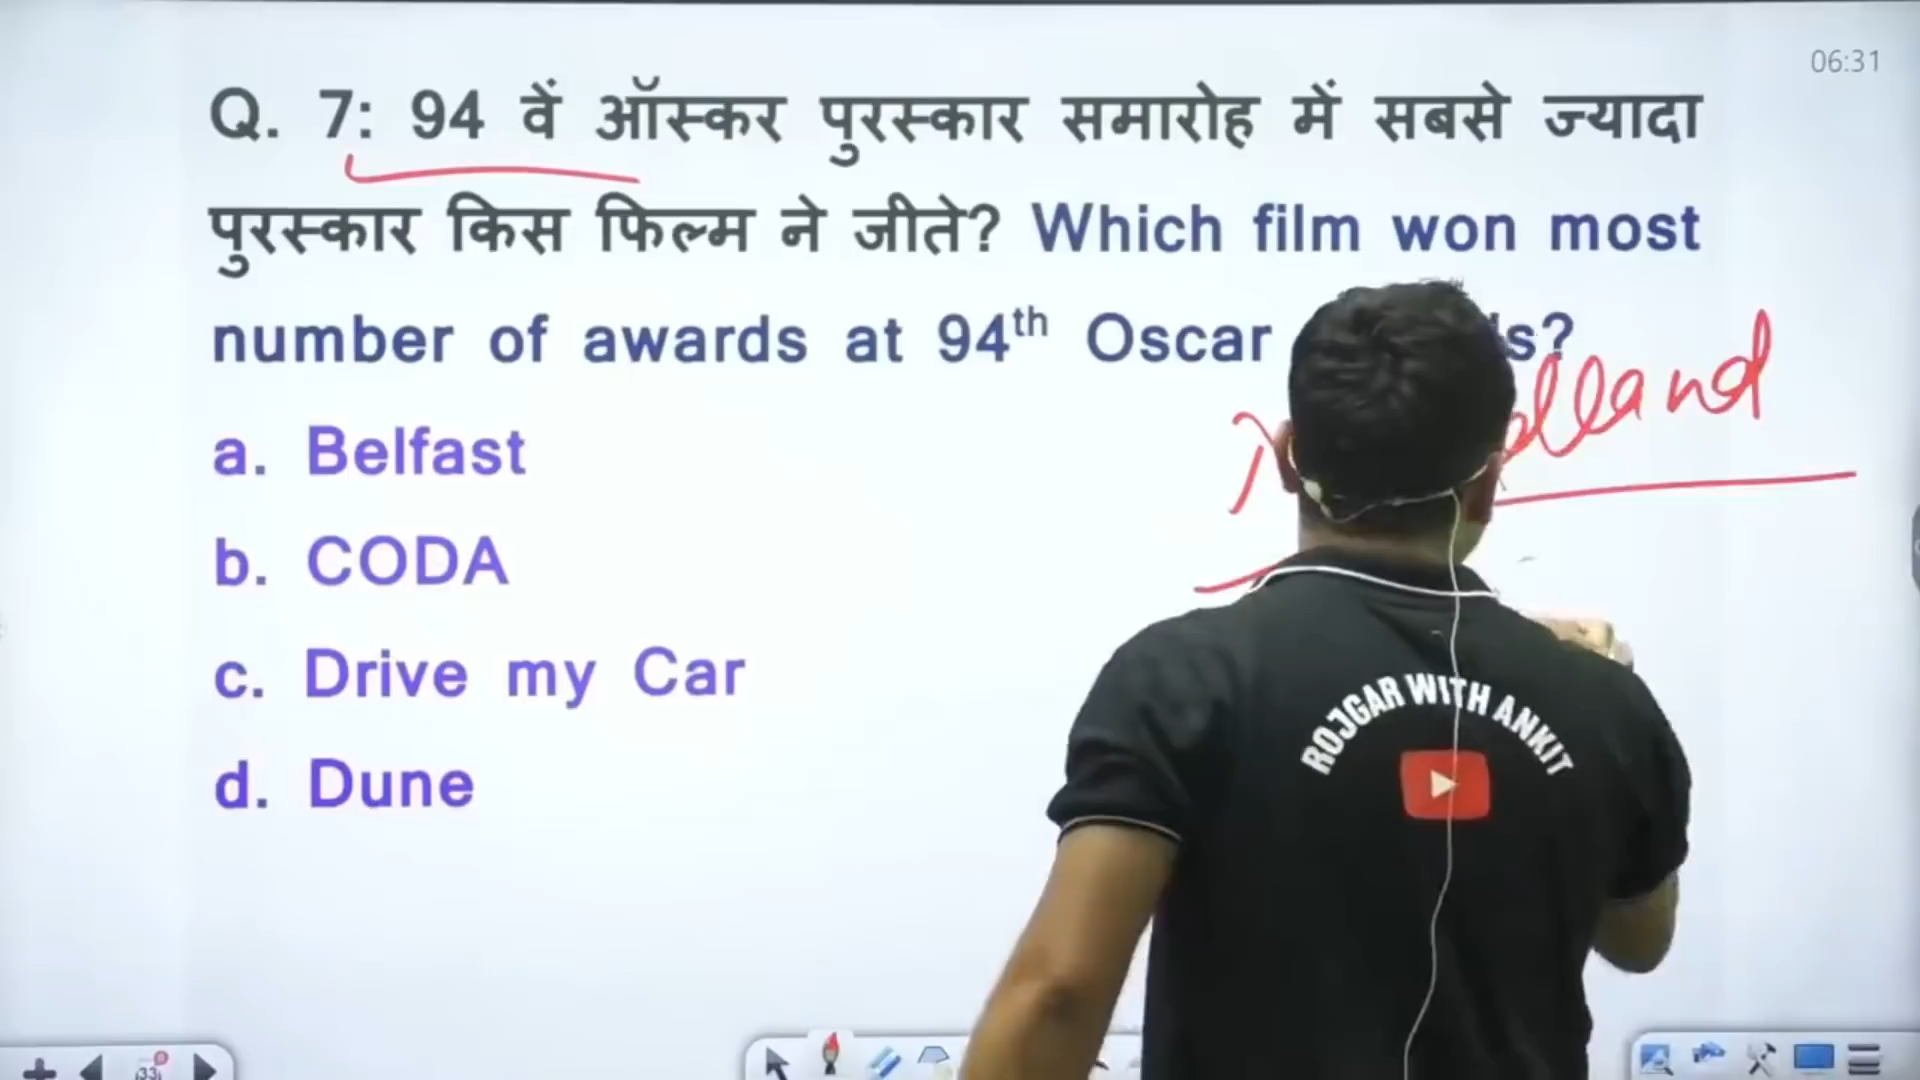 06:31
Q. 7: 94 वें ऑस्कर पुरस्कार समारोह में सबसे ज्यादा
पुरस्कार किस फिल्म ने जीते? Which film won most
number of awards at 94th Oscar
a. Belfast
b. CODA
c. Drive my Car
d. Dune
ROJGAR WITH ANKIT